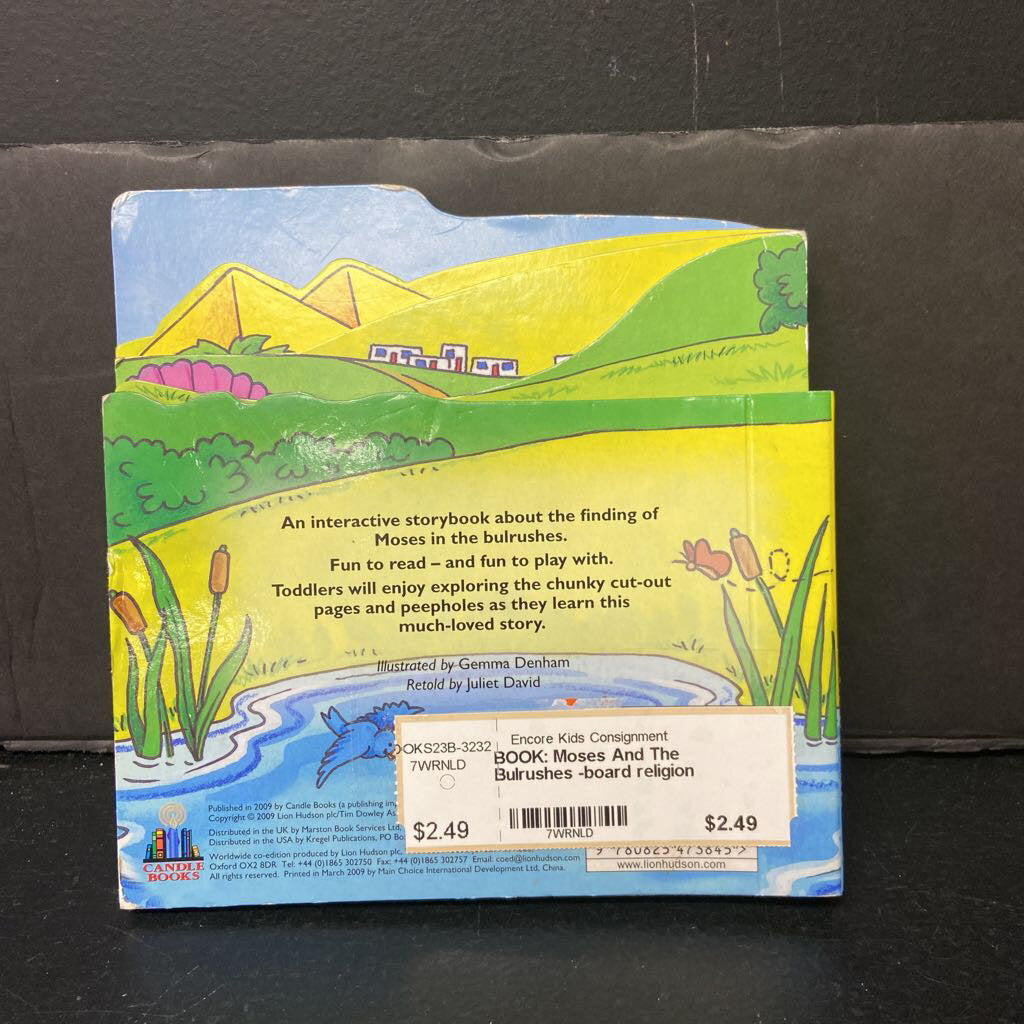 An interactive storybook about the finding of
Moses in the bulrushes.
Fun to read – and fun to play with.
Toddlers will enjoy exploring the chunky cut-out
pages and peepholes as they learn this
much-loved story.
Illustrated by Gemma Denham
Retold by Juliet David
OKS23B-3232
7WRNLD
$2.49
Encore Kids Consignment
BOOK: Moses And The
Bulrushes -board religion
7WRNLD
$2.49
CANDLE
BOOKS
Published in 2009 by Candle Books (a publishing
Copyright © 2009 Lion Hudson plc/Tim Dowley
Distributed in the UK by Marston Book Services Ltd,
Distributed in the USA by Kregel Publications, PO
Worldwide co-edition produced by Lion Hudson plc,
Oxford OX2 8DR Tel: +44 (0)1865 302750 Fax: +44 (0)1865 302757 Email: coed@lionhudson.com
All rights reserved. Printed in March 2009 by Main Choice International Development Ltd, China.
www.lionhudson.com